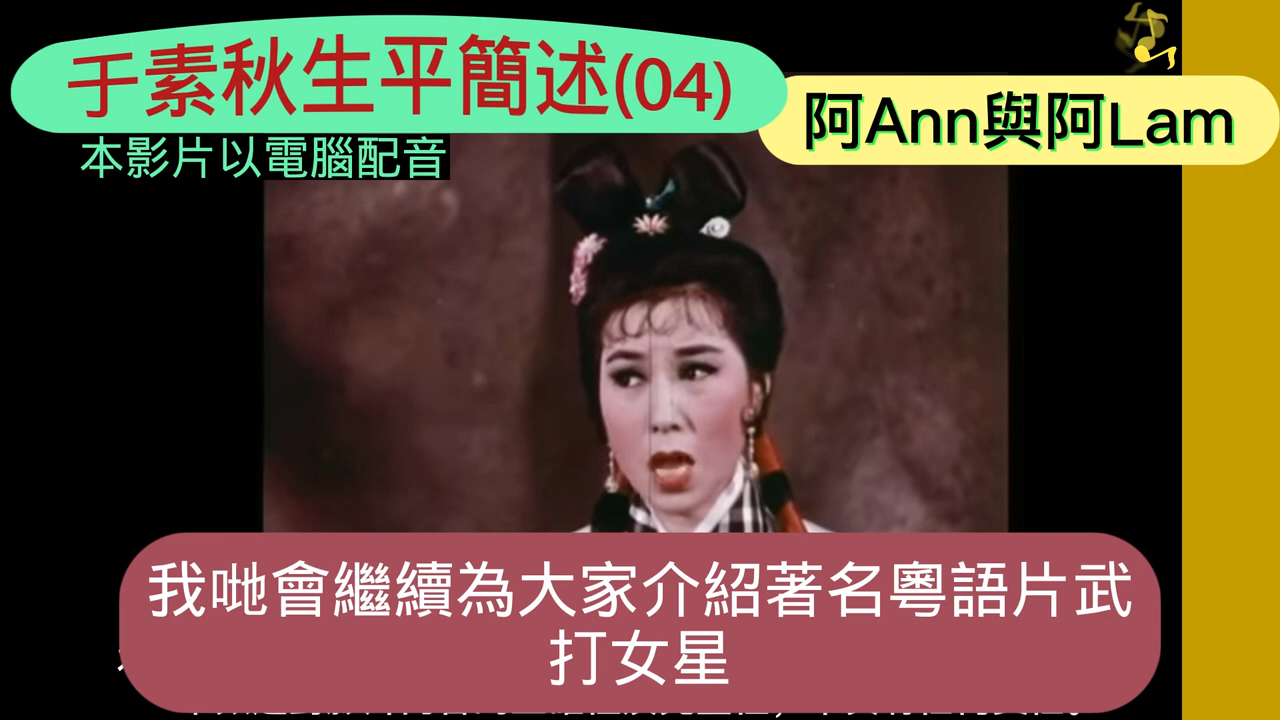 于素秋生平簡述(04)
阿Ann與阿Lam
本影片以電腦配音
我哋會繼續為大家介紹著名粵語片武
打女星